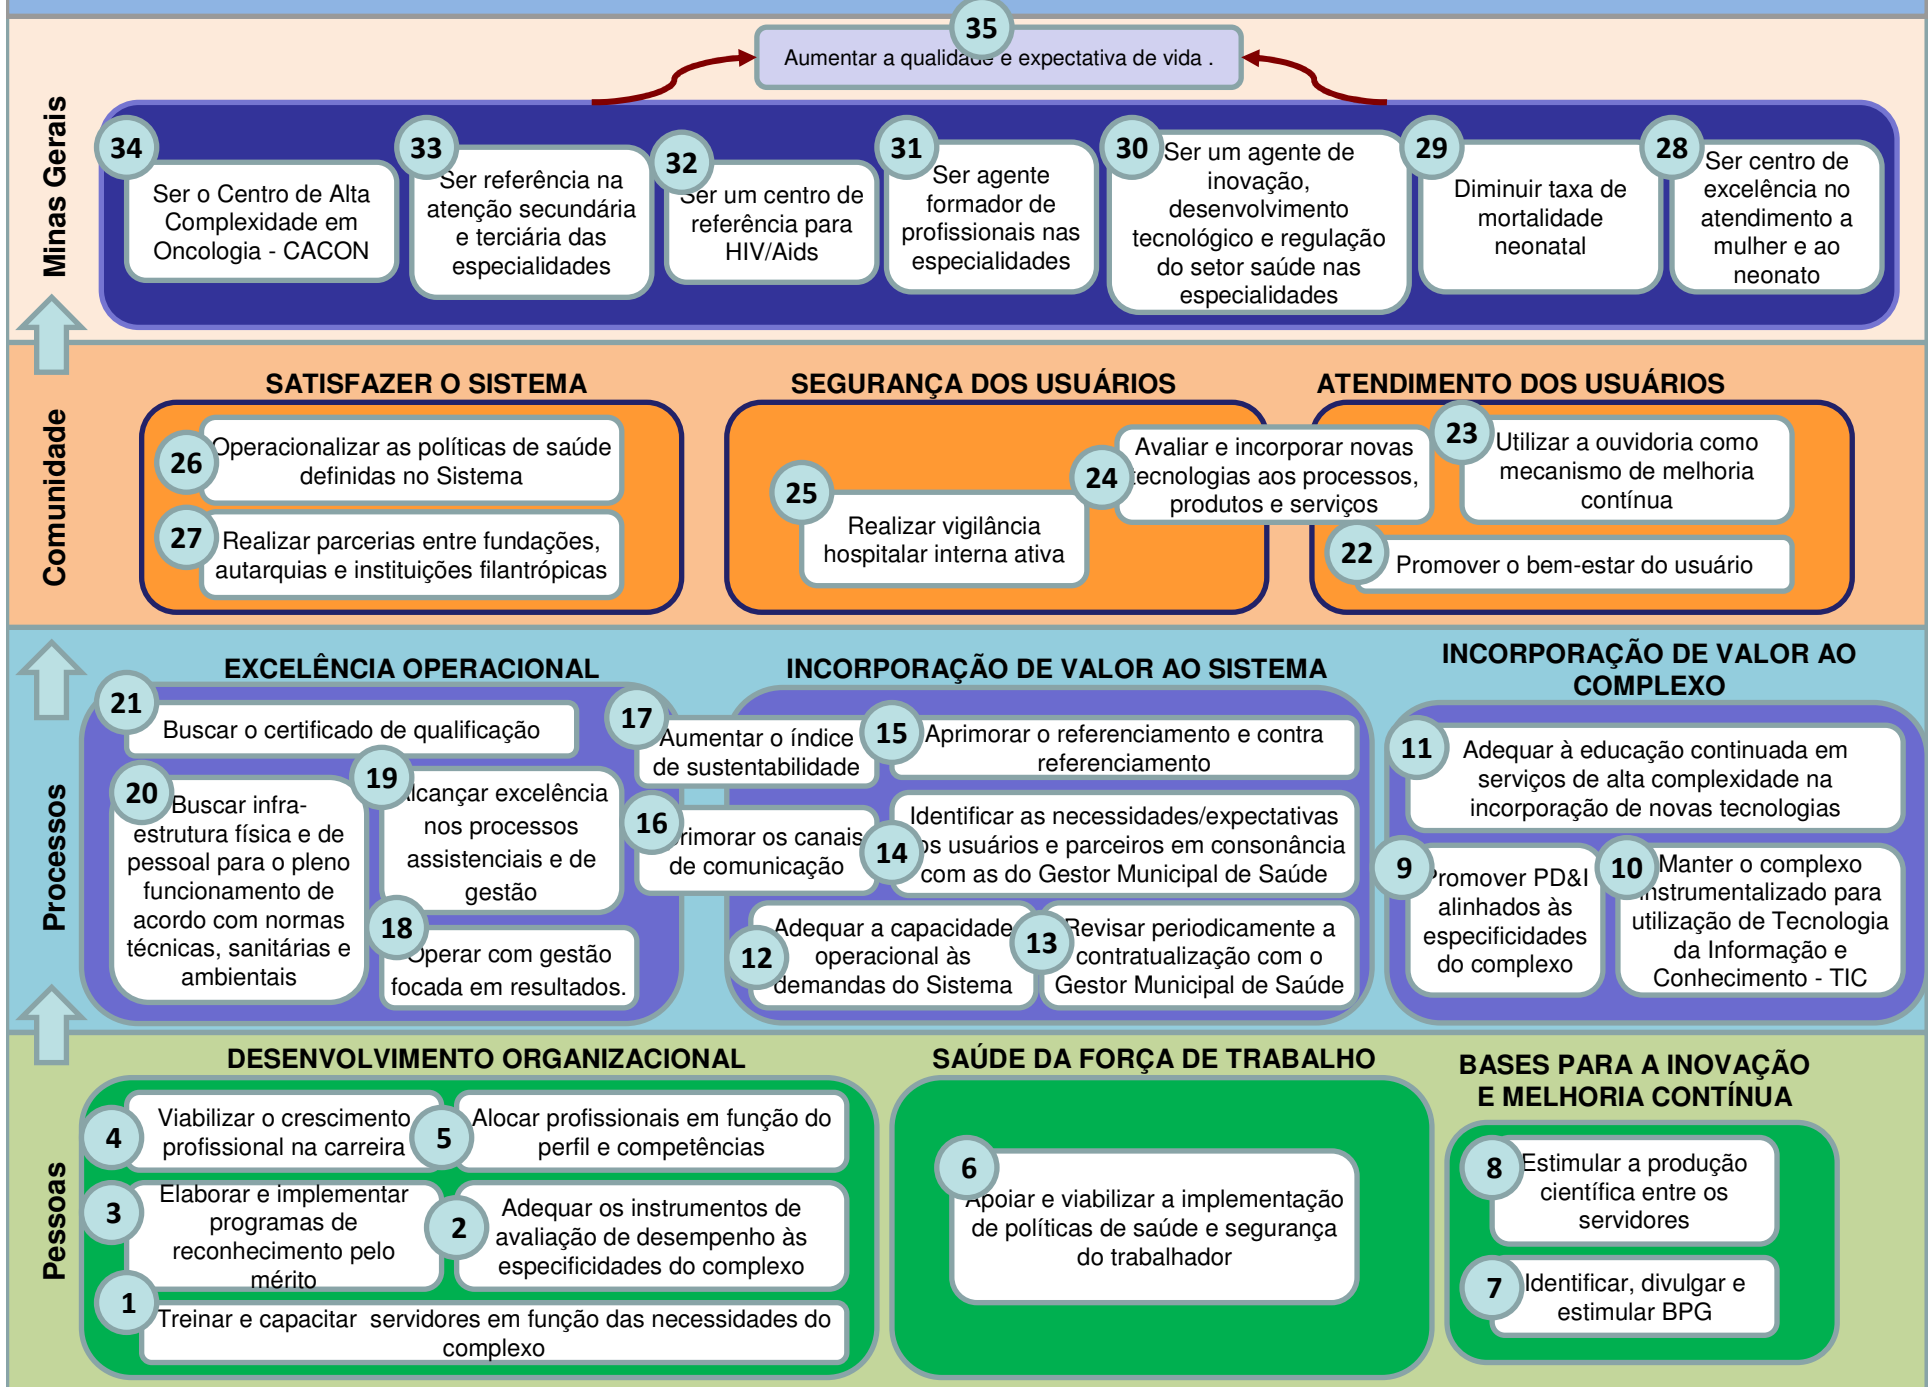 35
Aumentar a qualidade e expectativa de vida .
Minas Gerais
34
Ser o Centro de Alta
Complexidade em
Oncologia - CACON
33
Ser referência na
atenção secundária
e terciária das
especialidades
32
Ser um centro de
referência para
HIV/Aids
31
Ser agente
formador de
profissionais nas
especialidades
30
Ser um agente de
inovação,
desenvolvimento
tecnológico e regulação
do setor saúde nas
especialidades
29
Diminuir taxa de
mortalidade
neonatal
28
Ser centro de
excelência no
atendimento a
mulher e ao
neonato
Comunidade
SATISFAZER O SISTEMA
26
Operacionalizar as políticas de saúde
definidas no Sistema
27
Realizar parcerias entre fundações,
autarquias e instituições filantrópicas
SEGURANÇA DOS USUÁRIOS
25
Realizar vigilância
hospitalar interna ativa
24
Avaliar e incorporar novas
tecnologias aos processos,
produtos e serviços
ATENDIMENTO DOS USUÁRIOS
23
Utilizar a ouvidoria como
mecanismo de melhoria
contínua
22
Promover o bem-estar do usuário
Processos
EXCELÊNCIA OPERACIONAL
21
Buscar o certificado de qualificação
20
Buscar infra-
estrutura física e de
pessoal para o pleno
funcionamento de
acordo com normas
técnicas, sanitárias e
ambientais
19
Alcançar excelência
nos processos
assistenciais e de
gestão
18
Operar com gestão
focada em resultados.
17
Aumentar o índice
de sustentabilidade
16
Aprimorar os canais
de comunicação
INCORPORAÇÃO DE VALOR AO SISTEMA
15
Aprimorar o referenciamento e contra
referenciamento
14
Identificar as necessidades/expectativas
dos usuários e parceiros em consonância
com as do Gestor Municipal de Saúde
12
Adequar a capacidade
operacional às
demandas do Sistema
13
Revisar periodicamente a
contratualização com o
Gestor Municipal de Saúde
INCORPORAÇÃO DE VALOR AO
COMPLEXO
11
Adequar à educação continuada em
serviços de alta complexidade na
incorporação de novas tecnologias
9
Promover PD&I
alinhados às
especificidades
do complexo
10
Manter o complexo
instrumentalizado para
utilização de Tecnologia
da Informação e
Conhecimento - TIC
Pessoas
DESENVOLVIMENTO ORGANIZACIONAL
4
Viabilizar o crescimento
profissional na carreira
5
Alocar profissionais em função do
perfil e competências
3
Elaborar e implementar
programas de
reconhecimento pelo
mérito
2
Adequar os instrumentos de
avaliação de desempenho às
especificidades do complexo
1
Treinar e capacitar servidores em função das necessidades do
complexo
SAÚDE DA FORÇA DE TRABALHO
6
Apoiar e viabilizar a implementação
de políticas de saúde e segurança
do trabalhador
BASES PARA A INOVAÇÃO
E MELHORIA CONTÍNUA
8
Estimular a produção
científica entre os
servidores
7
Identificar, divulgar e
estimular BPG